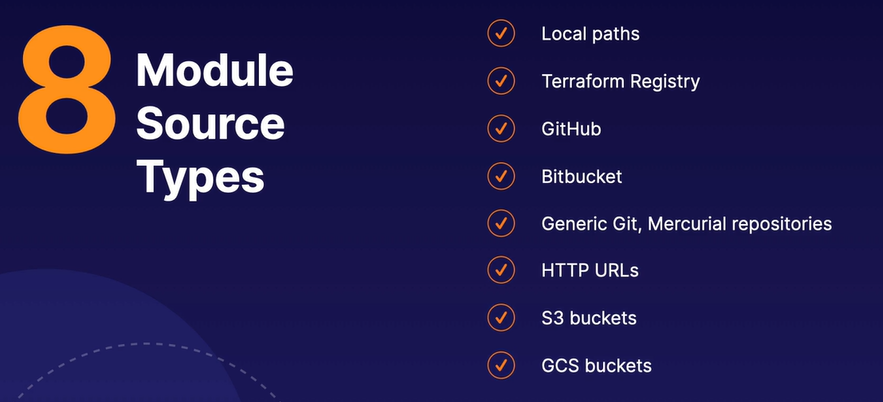 8
Module
Source
Types
Local paths
Terraform Registry
GitHub
Bitbucket
Generic Git, Mercurial repositories
HTTP URLs
S3 buckets
GCS buckets